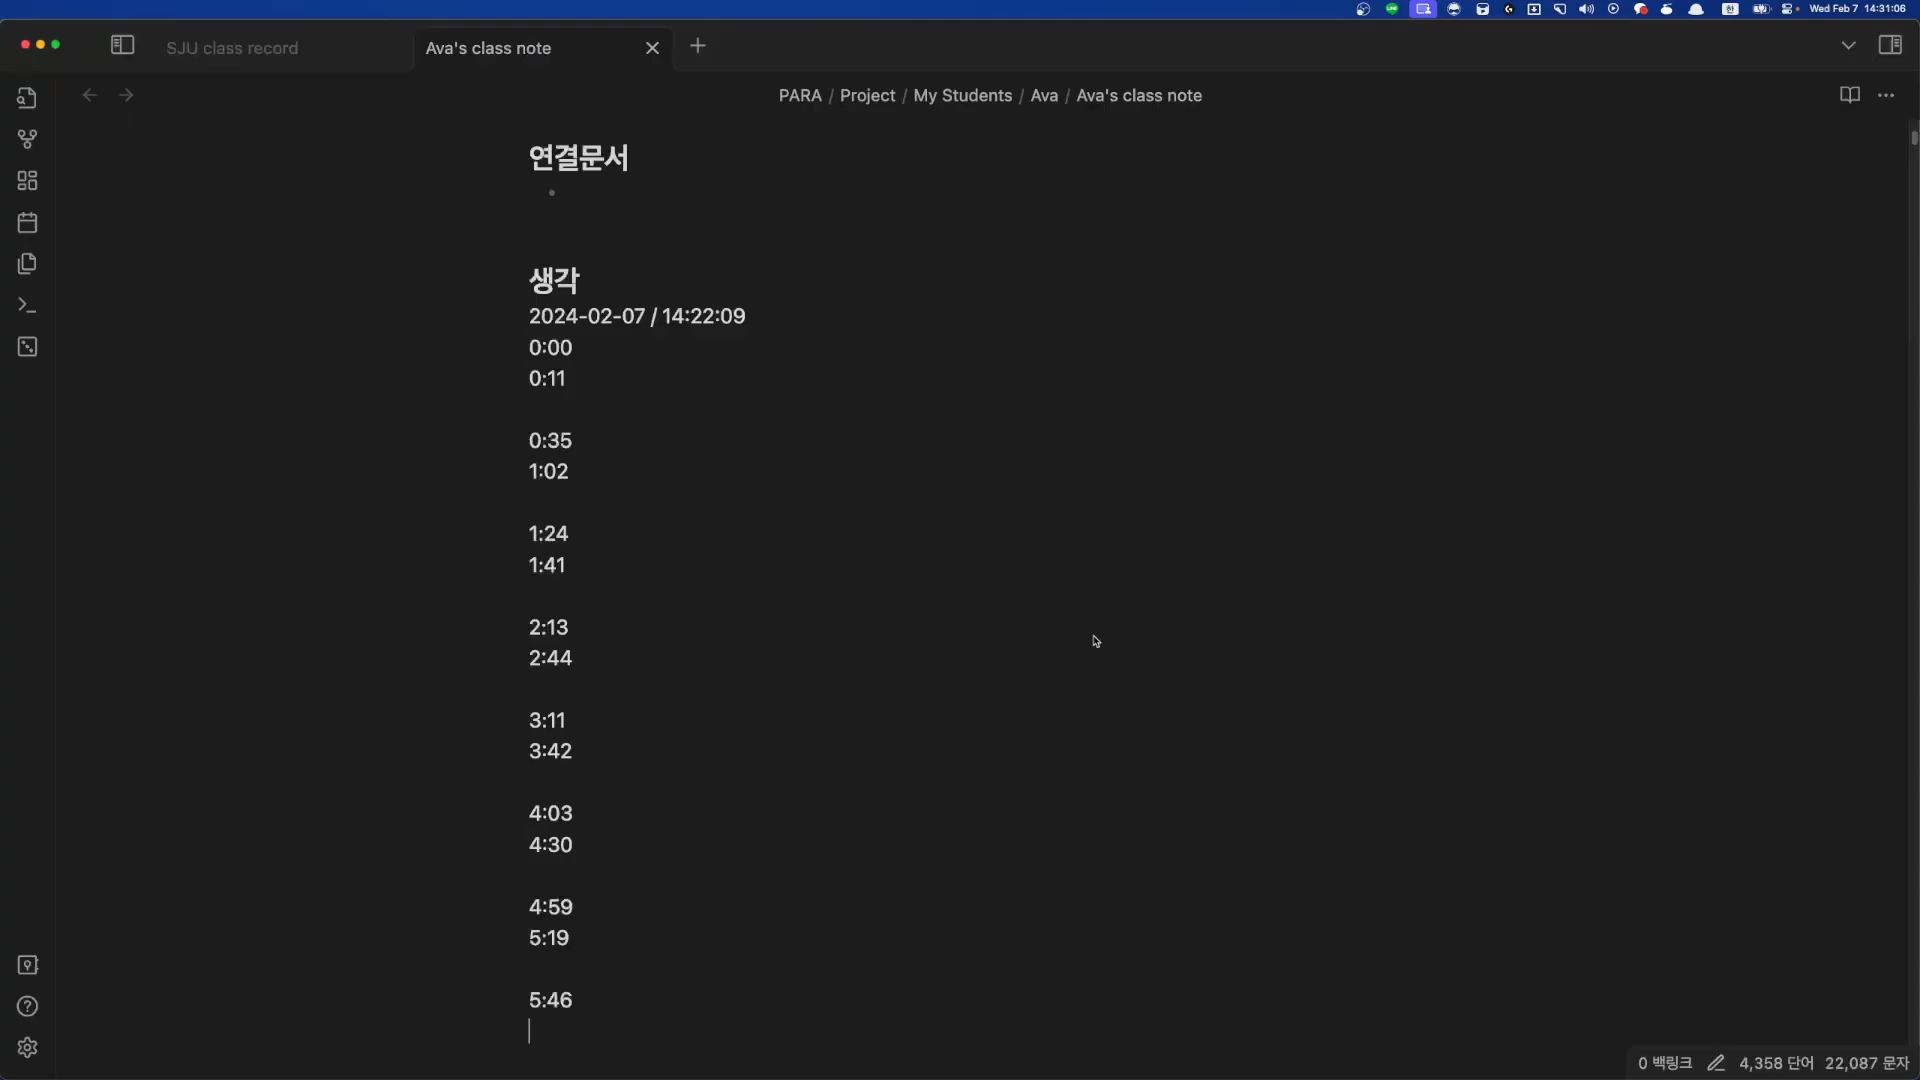 Wed Feb 7 14:31:06
SJU class record
Ava's class note
PARA / Project / My Students / Ava / Ava's class note
연결문서
생각
2024-02-07 / 14:22:09
0:00
0:11
0:35
1:02
1:24
1:41
2:13
2:44
3:11
3:42
4:03
4:30
4:59
5:19
5:46
0 백링크 4,358 단어 22,087 문자